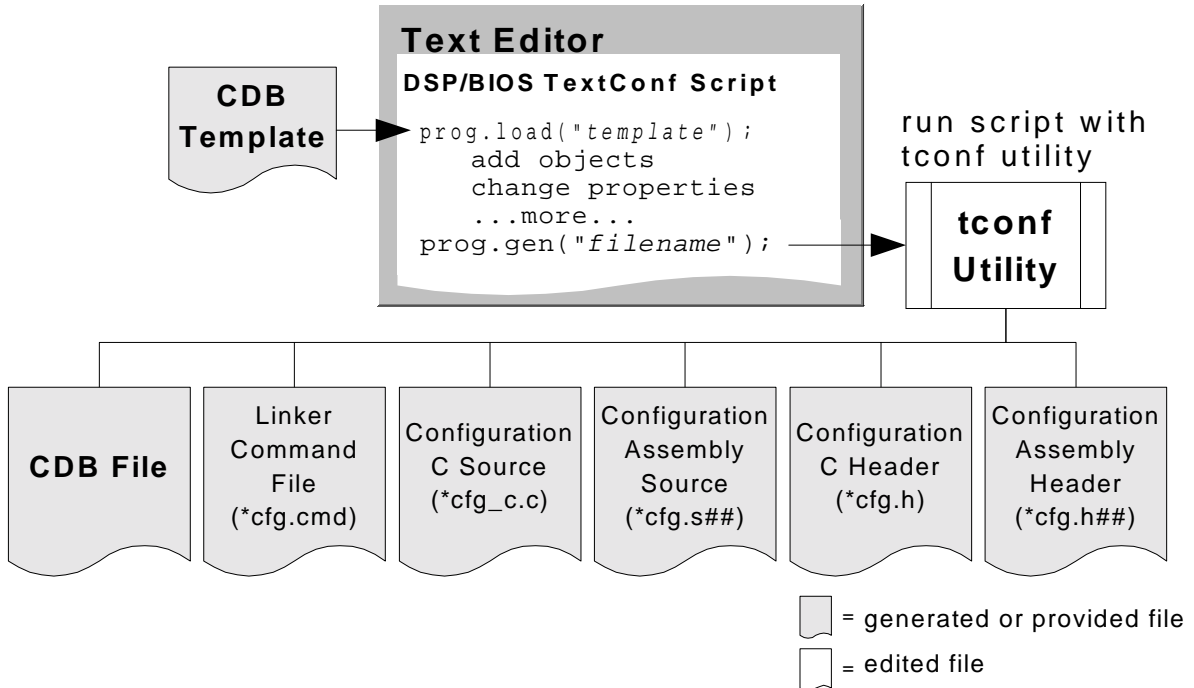 Text Editor
DSP/BIOS TextConf Script
CDB
Template
prog.load("template");
add objects
change properties
...more...
prog.gen("filename");
run script with
tconf utility
tconf
Utility
CDB File
Linker
Command
File
(*cfg.cmd)
Configuration
C Source
(*cfg_c.c)
Configuration
Assembly
Source
(*cfg.s##)
Configuration
C Header
(*cfg.h)
Configuration
Assembly
Header
(*cfg.h##)
= generated or provided file
= edited file